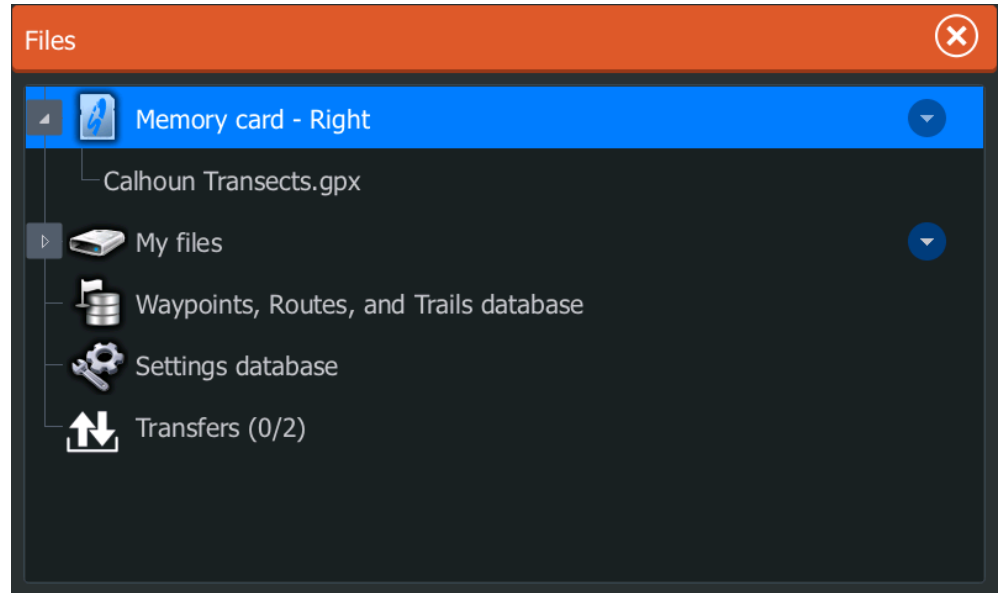 Files
Memory card - Right
Calhoun Transects.gpx
My files
Waypoints, Routes, and Trails database
Settings database
Transfers (0/2)